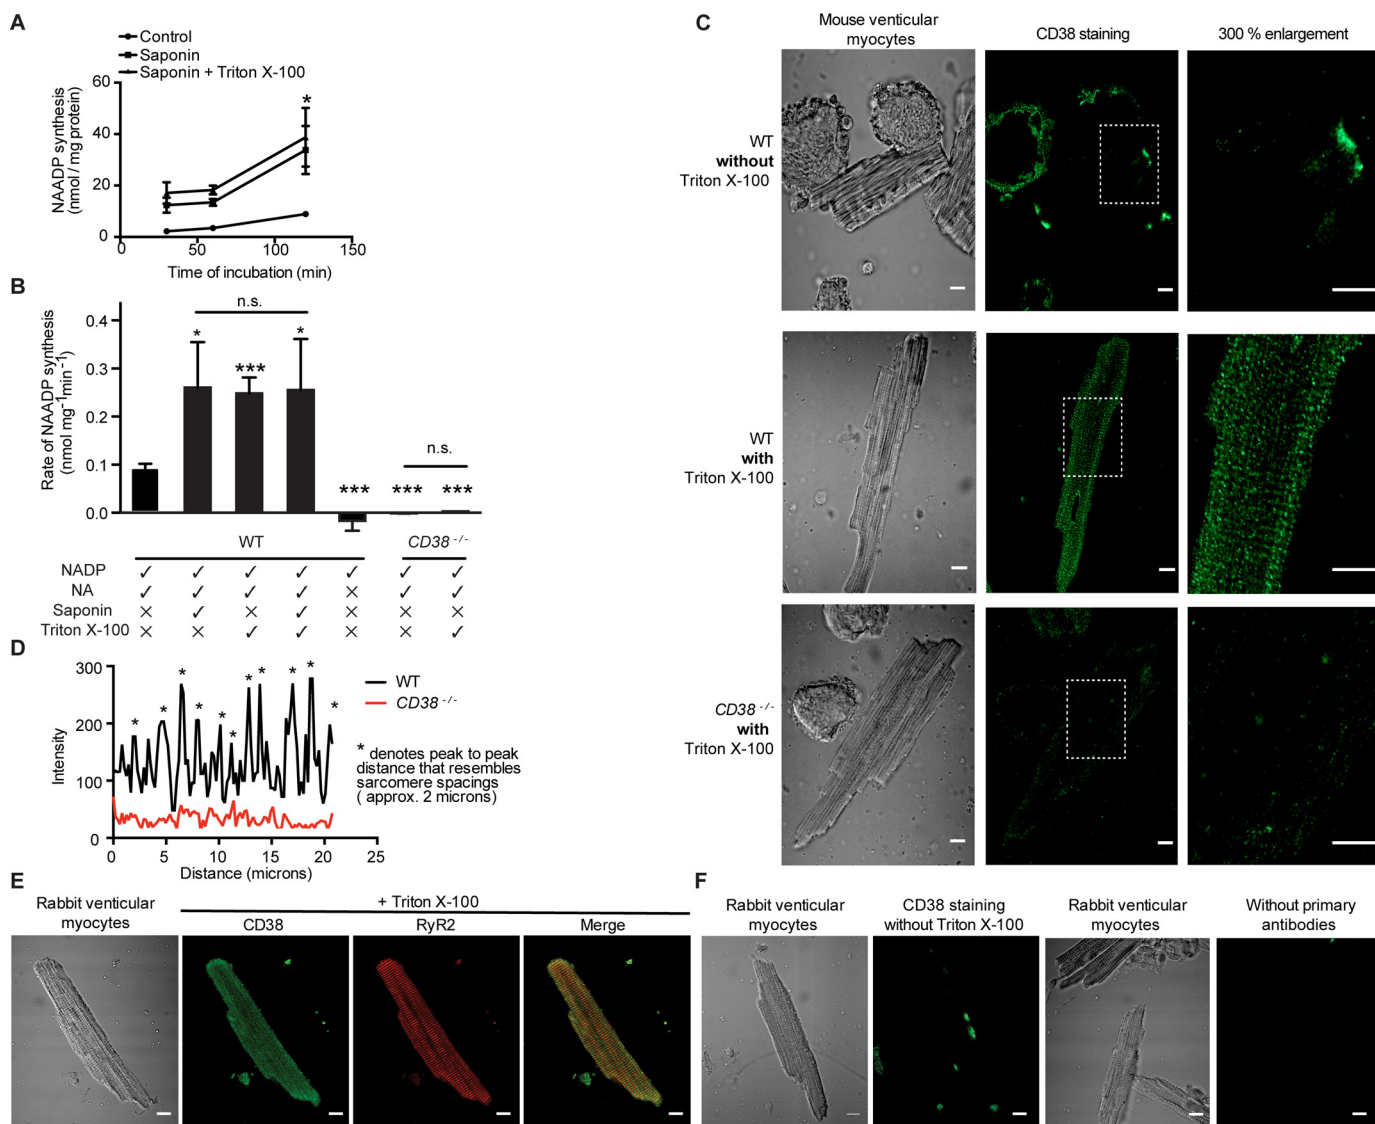 A
Control
Saponin
Saponin + Triton X-100
NAADP synthesis
(nmol / mg protein)
60
40
20
0
*
0
50
100
150
Time of incubation (min)
B
Rate of NAADP synthesis
(nmol mg-1min-1)
0.4
0.3
0.2
0.1
0.0
n.s.
*
***
*
n.s.
***
***
***
WT
CD38 -/-
NADP ✓ ✓ ✓ ✓ ✓ ✓ ✓
NA ✓ ✓ ✓ ✓ × ✓ ✓
Saponin × ✓ × ✓ × × ×
Triton X-100 × × ✓ ✓ × × ✓
C
Mouse venticular
myocytes
CD38 staining
300 % enlargement
WT
without
Triton X-100
WT
with
Triton X-100
CD38 -/-
with
Triton X-100
D
Intensity
300
200
100
0
* * * * * * * * * * *
WT
CD38 -/-
* denotes peak to peak
distance that resembles
sarcomere spacings
( approx. 2 microns)
0
5
10
15
20
25
Distance (microns)
E
Rabbit venticular
myocytes
+ Triton X-100
CD38
RyR2
Merge
F
Rabbit venticular
myocytes
CD38 staining
without Triton X-100
Rabbit venticular
myocytes
Without primary
antibodies